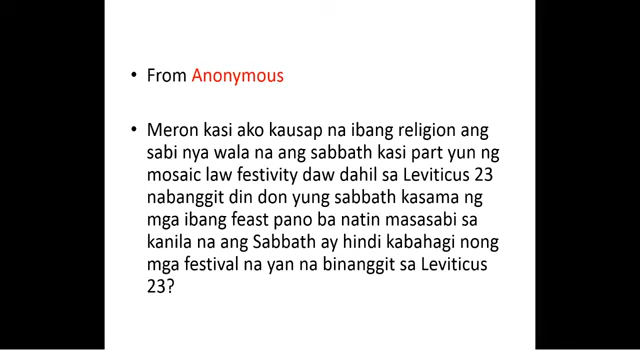 • From Anonymous
• Meron kasi ako kausap na ibang religion ang
sabi nya wala na ang sabbath kasi part yun ng
mosaic law festivity daw dahil sa Leviticus 23
nabanggit din don yung sabbath kasama ng
mga ibang feast pano ba natin masasabi sa
kanila na ang Sabbath ay hindi kabahagi nong
mga festival na yan na binanggit sa Leviticus
23?